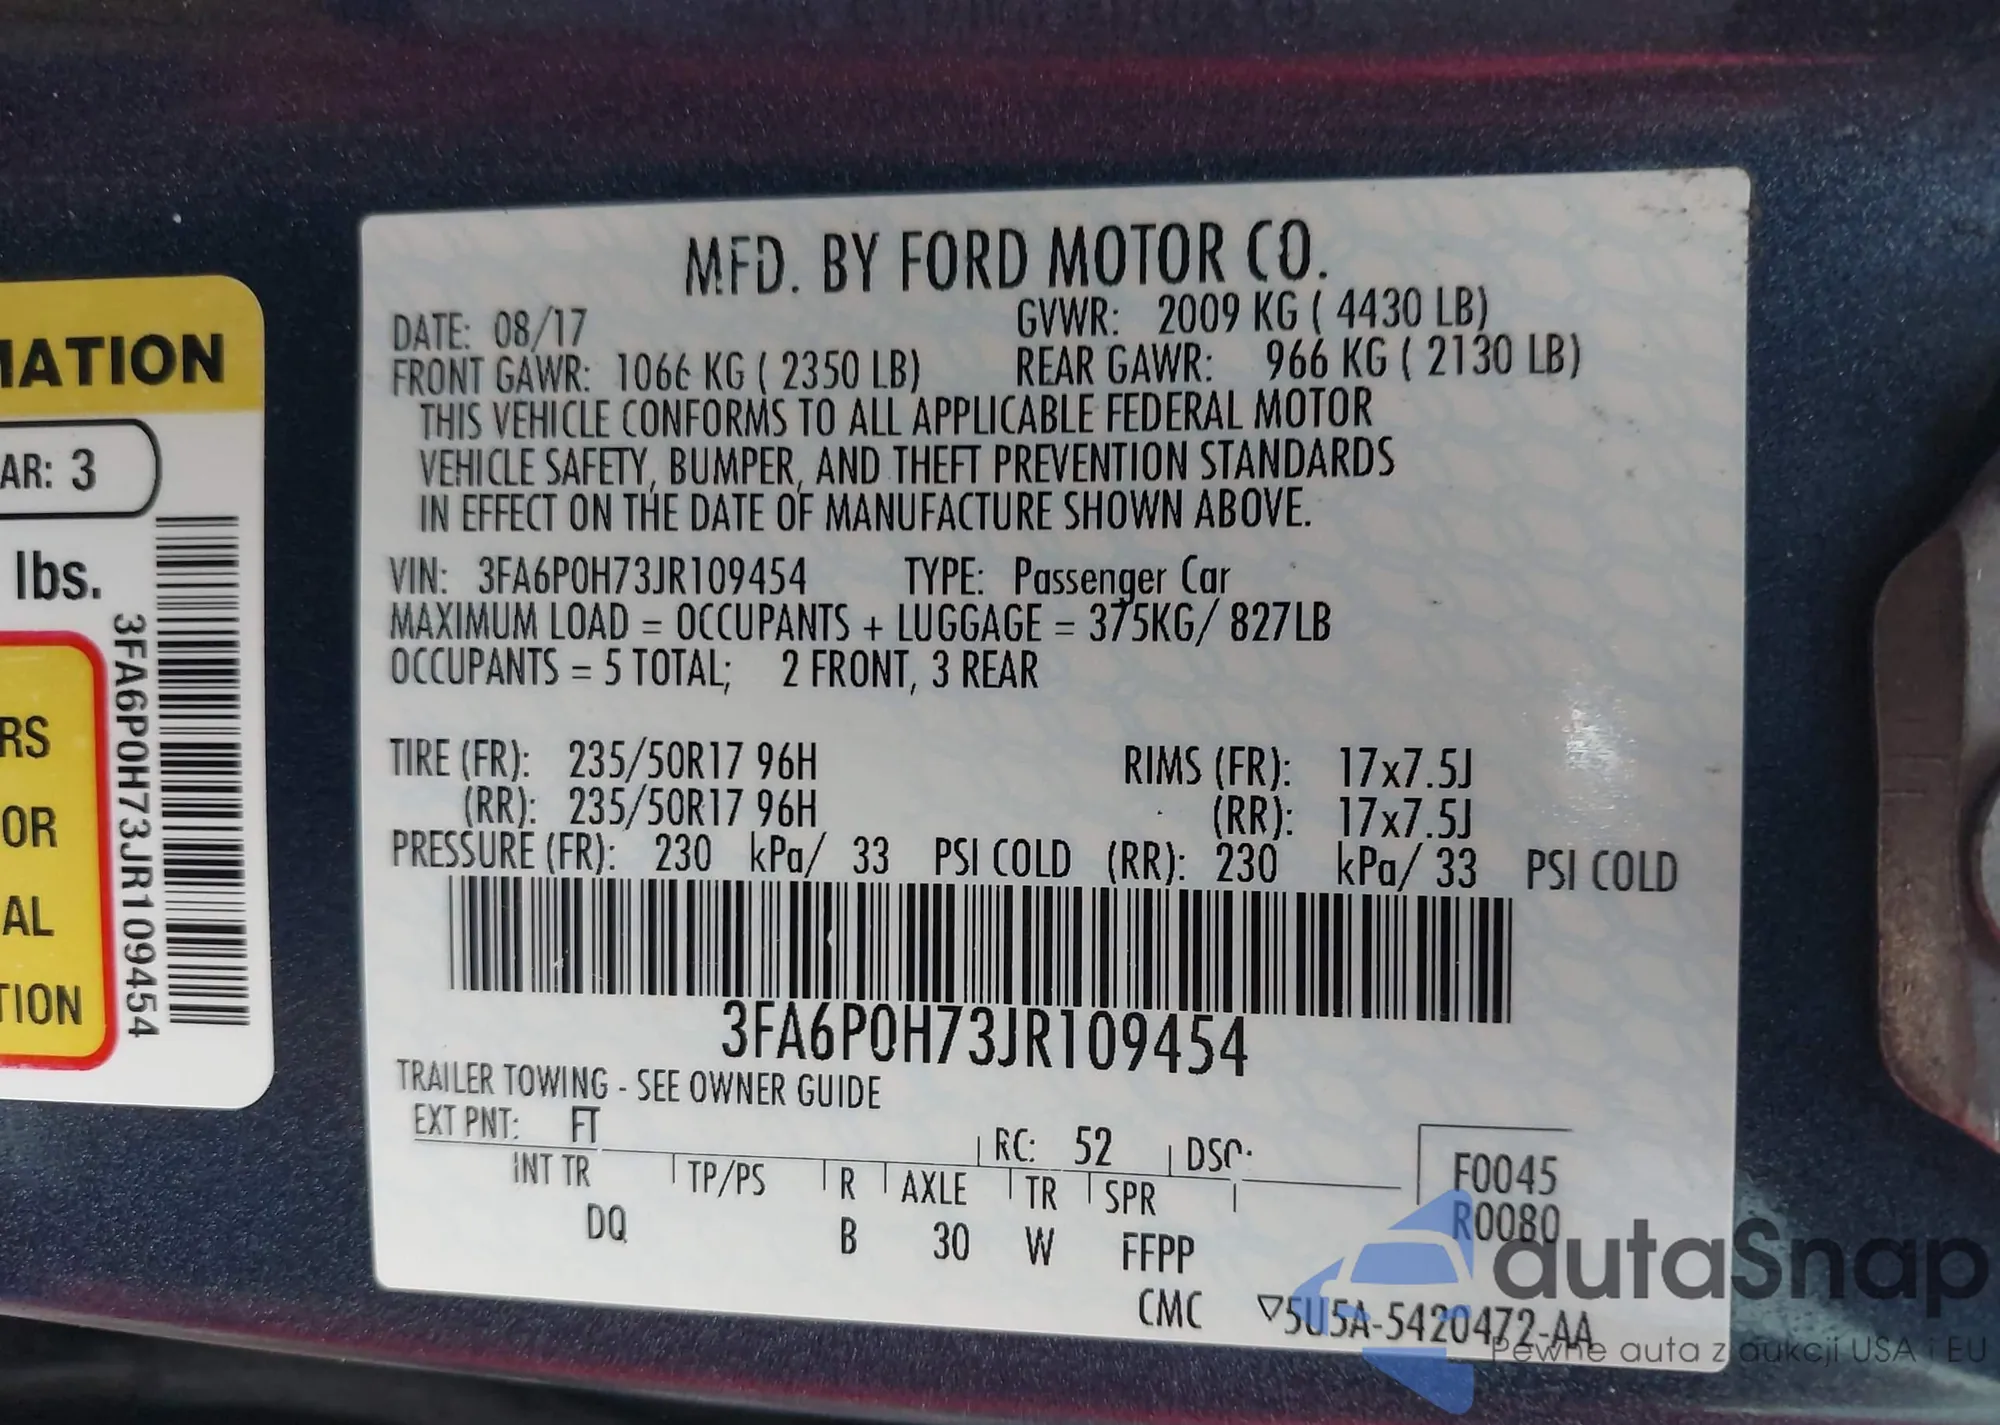 MATION
AR: 3
lbs.
RS
OR
AL
TION
3FA6P0H73JR109454
MFD. BY FORD MOTOR CO.
DATE: 08/17 GVWR: 2009 KG ( 4430 LB)
FRONT GAWR: 1066 KG ( 2350 LB) REAR GAWR: 966 KG ( 2130 LB)
THIS VEHICLE CONFORMS TO ALL APPLICABLE FEDERAL MOTOR
VEHICLE SAFETY, BUMPER, AND THEFT PREVENTION STANDARDS
IN EFFECT ON THE DATE OF MANUFACTURE SHOWN ABOVE.
VIN: 3FA6P0H73JR109454 TYPE: Passenger Car
MAXIMUM LOAD = OCCUPANTS + LUGGAGE = 375KG/ 827LB
OCCUPANTS = 5 TOTAL; 2 FRONT, 3 REAR
TIRE (FR): 235/50R17 96H RIMS (FR): 17x7.5J
(RR): 235/50R17 96H (RR): 17x7.5J
PRESSURE (FR): 230 kPa/ 33 PSI COLD (RR): 230 kPa/ 33 PSI COLD
3FA6P0H73JR109454
TRAILER TOWING - SEE OWNER GUIDE
EXT PNT: FT RC: 52 DSO: F0045
INT TR TP/PS R AXLE TR SPR R0080
DQ B 30 W FFPP
CMC ▽5U5A-5420472-AA
autaSnap
Pewne auta z aukcji USA i EU